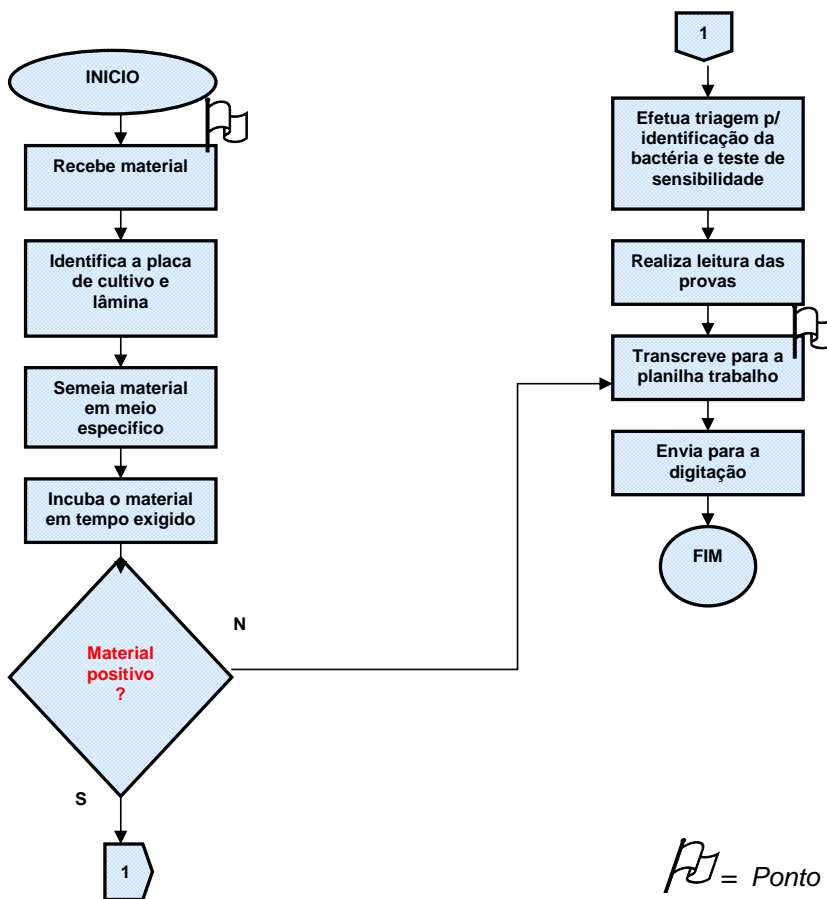 INICIO
Recebe material
Identifica a placa
de cultivo e
lâmina
Semeia material
em meio
especifico
Incuba o material
em tempo exigido
Material
positivo
?
N
S
1
1
Efetua triagem p/
identificação da
bactéria e teste de
sensibilidade
Realiza leitura das
provas
Transcreve para a
planilha trabalho
Envia para a
digitação
FIM
= Ponto